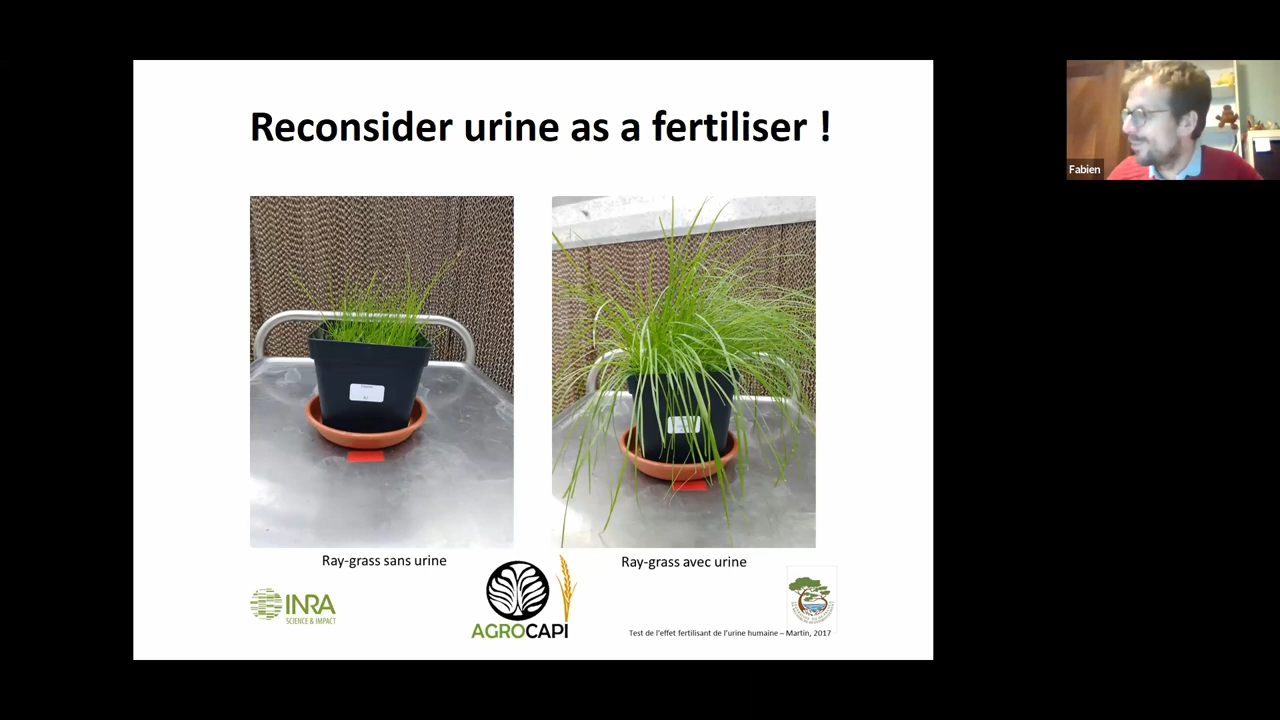 Reconsider urine as a fertiliser !
Fabien
Ray-grass sans urine
Ray-grass avec urine
INRA
SCIENCE & IMPACT
AGROCAPI
Test de l'effet fertilisant de l'urine humaine – Martin, 2017